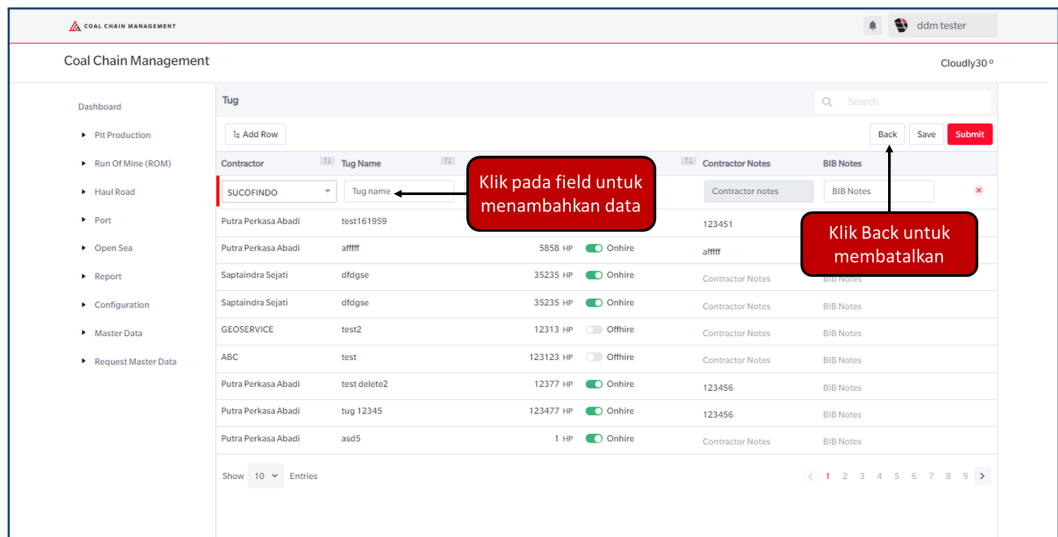 COAL CHAIN MANAGEMENT
ddm tester
Coal Chain Management
Cloudly30 º
Dashboard
Pit Production
Run Of Mine (ROM)
Haul Road
Port
Open Sea
Report
Configuration
Master Data
Request Master Data
Tug
Search
Add Row
Back Save Submit
Contractor Tug Name Contractor Notes BIB Notes
SUCOFINDO Tug name Contractor notes BIB Notes
Klik pada field untuk
menambahkan data
Klik Back untuk
membatalkan
Putra Perkasa Abadi test161959 123451
Putra Perkasa Abadi afffff 5858 HP Onhire afffff
Saptaindra Sejati dfdgse 35235 HP Onhire Contractor Notes BIB Notes
Saptaindra Sejati dfdgse 35235 HP Onhire Contractor Notes BIB Notes
GEOSERVICE test2 12313 HP Offhire Contractor Notes BIB Notes
ABC test 123123 HP Offhire Contractor Notes BIB Notes
Putra Perkasa Abadi test delete2 12377 HP Onhire 123456 BIB Notes
Putra Perkasa Abadi tug 12345 123477 HP Onhire 123456 BIB Notes
Putra Perkasa Abadi asd5 1 HP Onhire Contractor Notes BIB Notes
Show 10 Entries
< 1 2 3 4 5 6 7 8 9 >